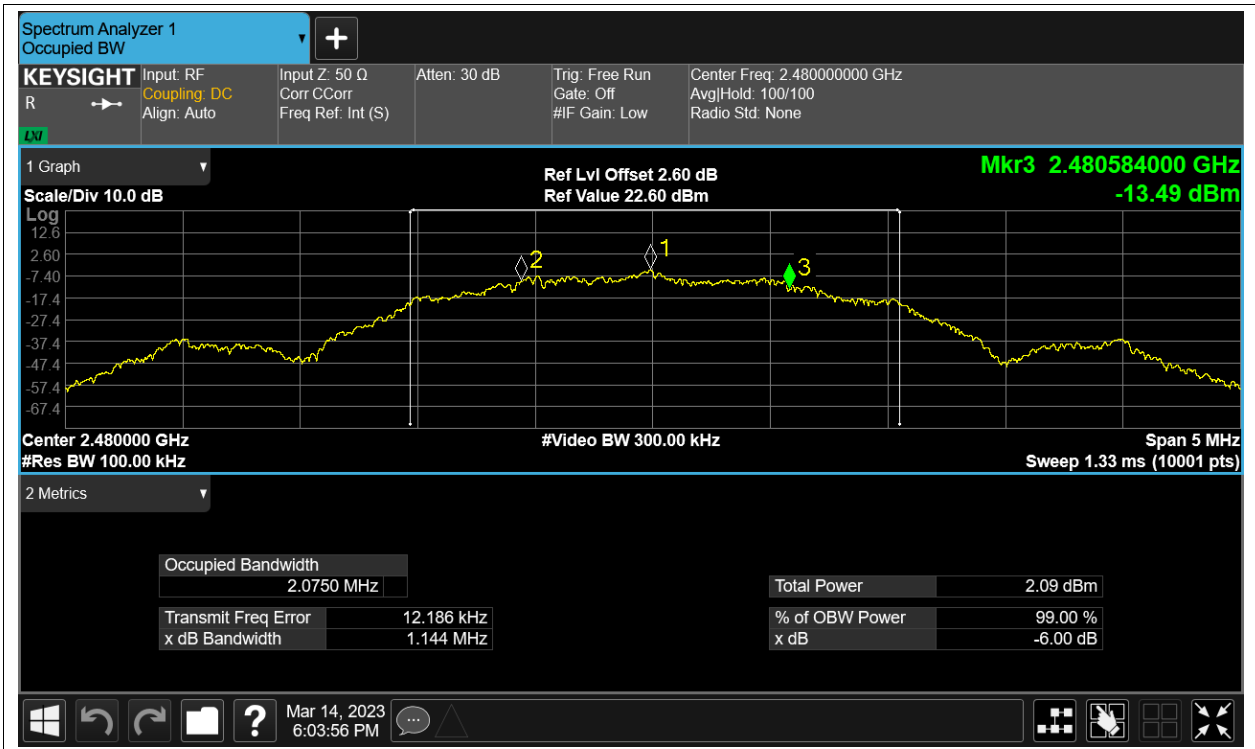 Spectrum Analyzer 1
Occupied BW
KEYSIGHT
R
LXI
Input: RF
Coupling: DC
Align: Auto
Input Z: 50 Ω
Corr CCorr
Freq Ref: Int (S)
Atten: 30 dB
Trig: Free Run
Gate: Off
#IF Gain: Low
Center Freq: 2.480000000 GHz
Avg|Hold: 100/100
Radio Std: None
1 Graph
Scale/Div 10.0 dB
Ref Lvl Offset 2.60 dB
Ref Value 22.60 dBm
Mkr3 2.480584000 GHz
-13.49 dBm
Log
12.6
2.60
-7.40
-17.4
-27.4
-37.4
-47.4
-57.4
-67.4
2
1
3
Center 2.480000 GHz
#Res BW 100.00 kHz
#Video BW 300.00 kHz
Span 5 MHz
Sweep 1.33 ms (10001 pts)
2 Metrics
Occupied Bandwidth
2.0750 MHz
Transmit Freq Error 12.186 kHz
x dB Bandwidth 1.144 MHz
Total Power 2.09 dBm
% of OBW Power 99.00 %
x dB -6.00 dB
?
Mar 14, 2023
6:03:56 PM